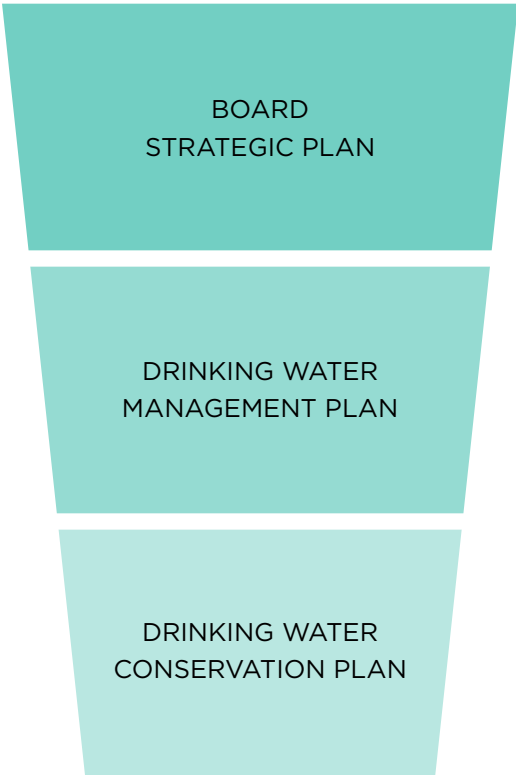 BOARD
STRATEGIC PLAN
DRINKING WATER
MANAGEMENT PLAN
DRINKING WATER
CONSERVATION PLAN